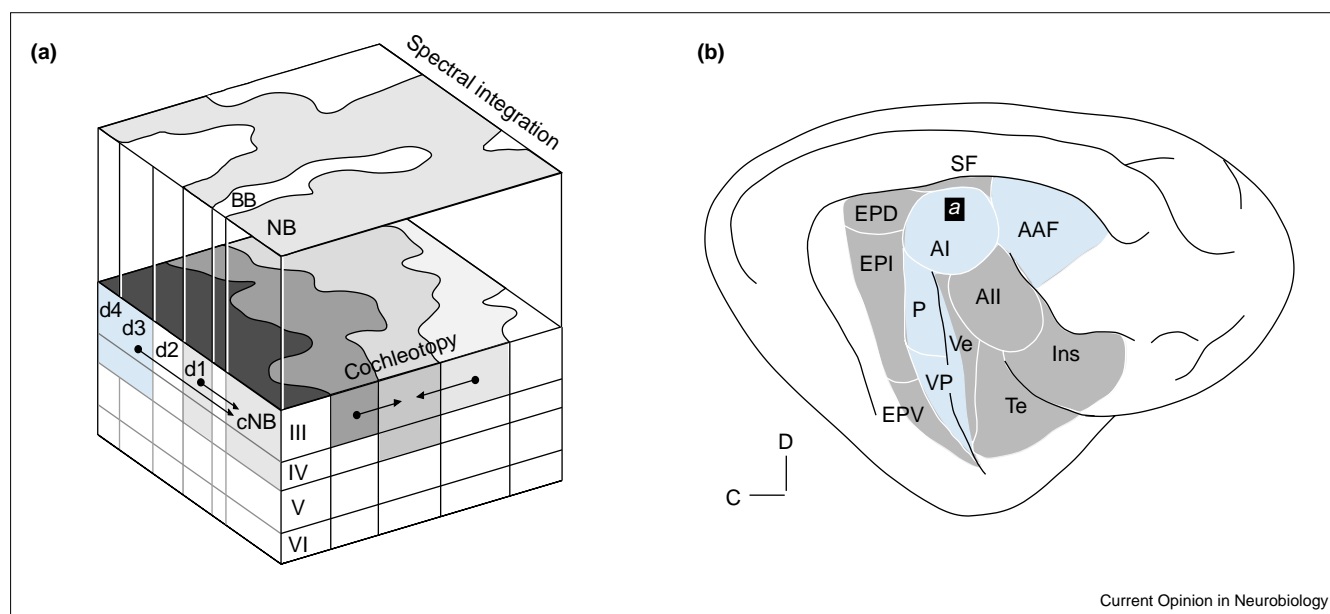 (a)
Spectral integration
BB
NB
d4
d3
d2
d1
cNB
Cochleotopy
III
IV
V
VI
(b)
SF
EPD
a
AAF
AI
EPI
AII
P
Ve
Ins
VP
Te
EPV
D
C
Current Opinion in Neurobiology